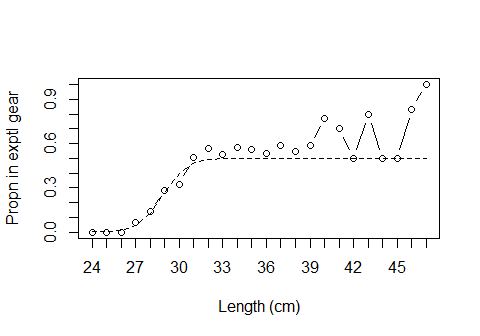 Propn in exptl gear
0.0 0.3 0.6 0.9
24 27 30 33 36 39 42 45
Length (cm)